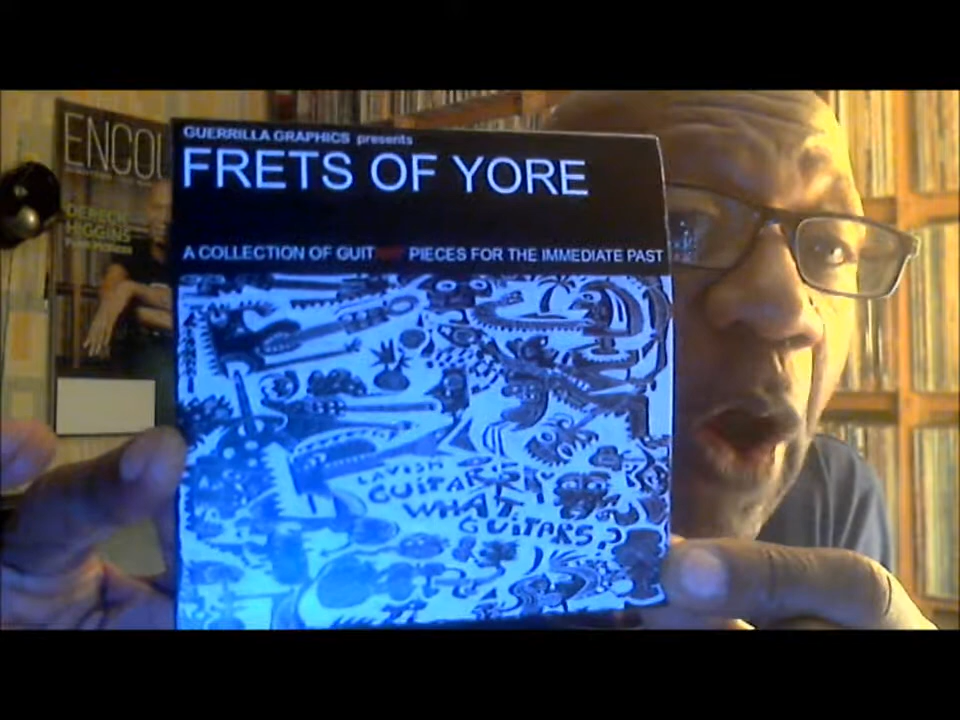 GUERRILLA GRAPHICS presents
FRETS OF YORE
A COLLECTION OF GUIT PIECES FOR THE IMMEDIATE PAST
GUITARS
WHAT
GUITARS?
ENCOU
DERECK
HIGGINS